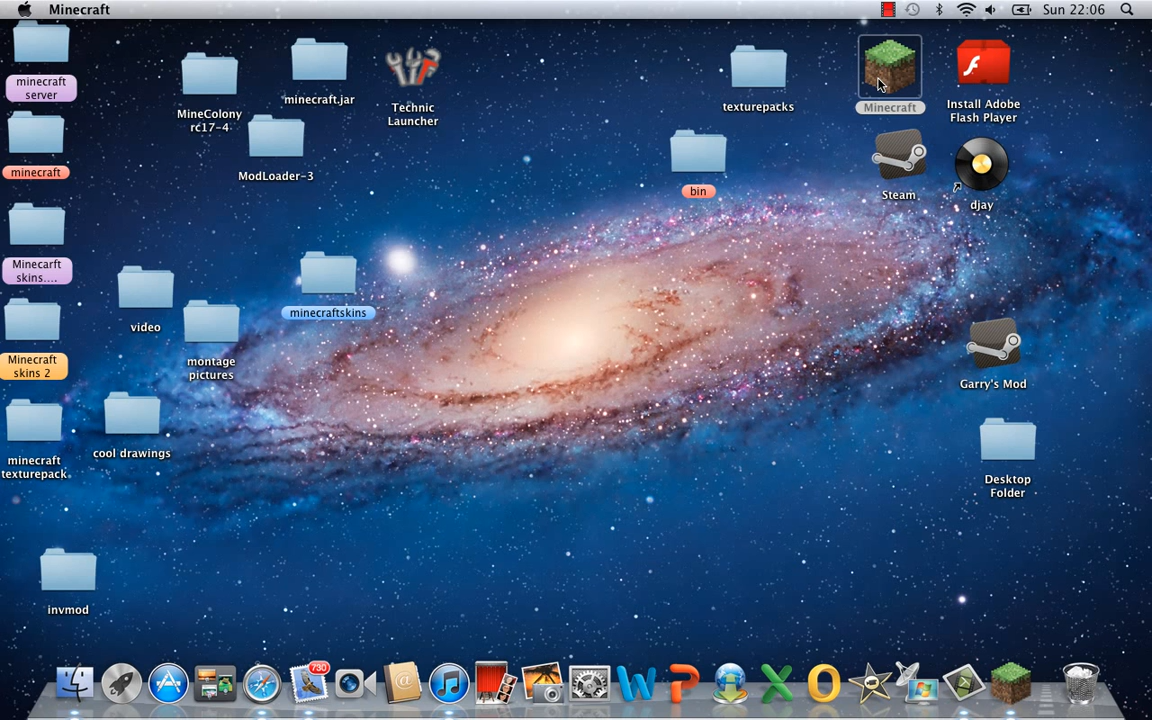 Minecraft
Sun 22:06
minecraft
server
MineColony
rc17-4
minecraft.jar
Technic
Launcher
texturepacks
Minecraft
Install Adobe
Flash Player
minecraft
ModLoader-3
bin
Steam
djay
Minecarft
skins....
video
minecraftskins
montage
pictures
Minecraft
skins 2
Garry's Mod
minecraft
texturepack
cool drawings
Desktop
Folder
invmod
730